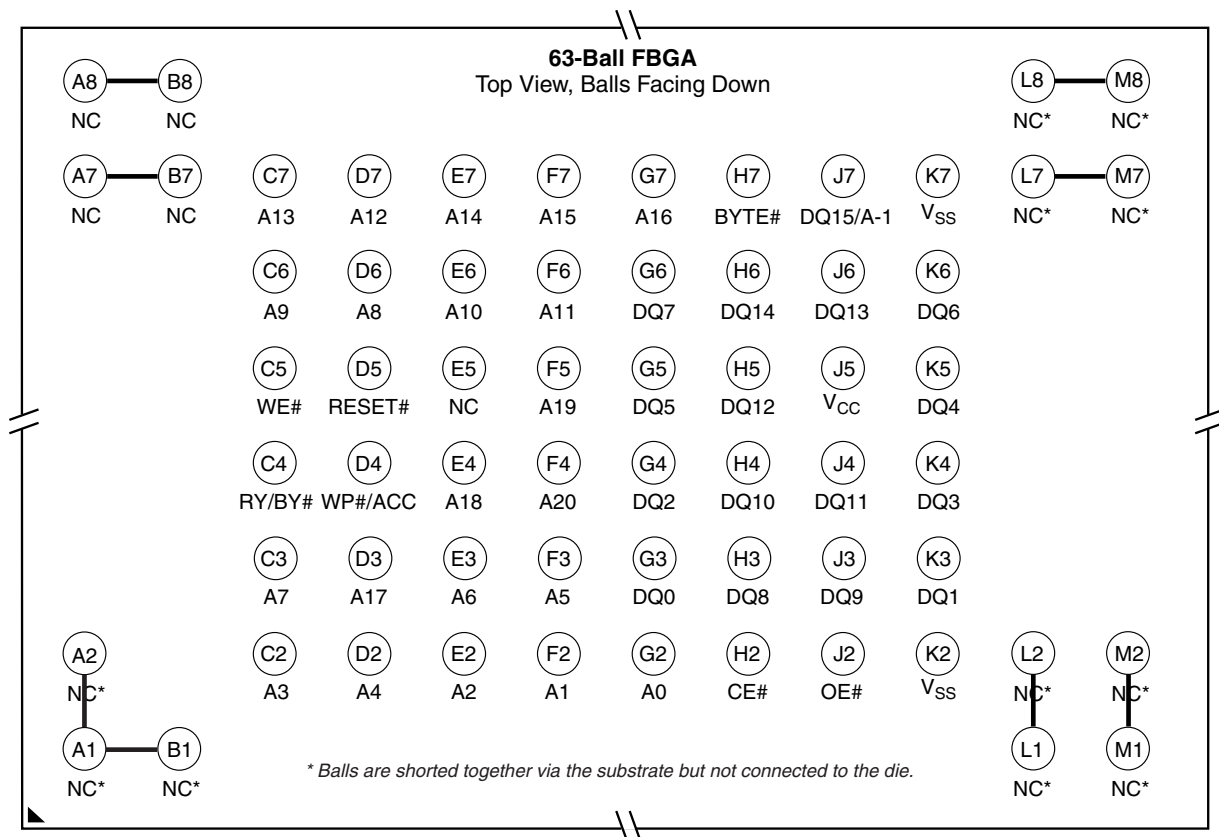 63-Ball FBGA
Top View, Balls Facing Down
A8 B8 L8 M8
NC NC NC* NC*
A7 B7 C7 D7 E7 F7 G7 H7 J7 K7 L7 M7
NC NC A13 A12 A14 A15 A16 BYTE# DQ15/A-1 VSS NC* NC*
C6 D6 E6 F6 G6 H6 J6 K6
A9 A8 A10 A11 DQ7 DQ14 DQ13 DQ6
C5 D5 E5 F5 G5 H5 J5 K5
WE# RESET# NC A19 DQ5 DQ12 VCC DQ4
C4 D4 E4 F4 G4 H4 J4 K4
RY/BY# WP#/ACC A18 A20 DQ2 DQ10 DQ11 DQ3
C3 D3 E3 F3 G3 H3 J3 K3
A7 A17 A6 A5 DQ0 DQ8 DQ9 DQ1
A2 C2 D2 E2 F2 G2 H2 J2 K2 L2 M2
NC* A3 A4 A2 A1 A0 CE# OE# VSS NC* NC*
A1 B1 L1 M1
NC* NC* NC* NC*
* Balls are shorted together via the substrate but not connected to the die.